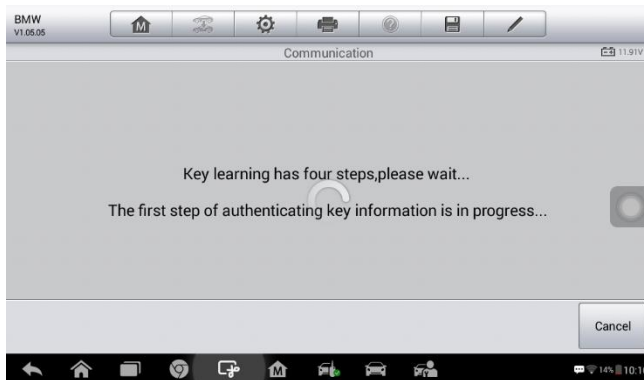 BMW
V1.05.05
M
Communication
11.91V
Key learning has four steps,please wait...
The first step of authenticating key information is in progress...
Cancel
M
14%